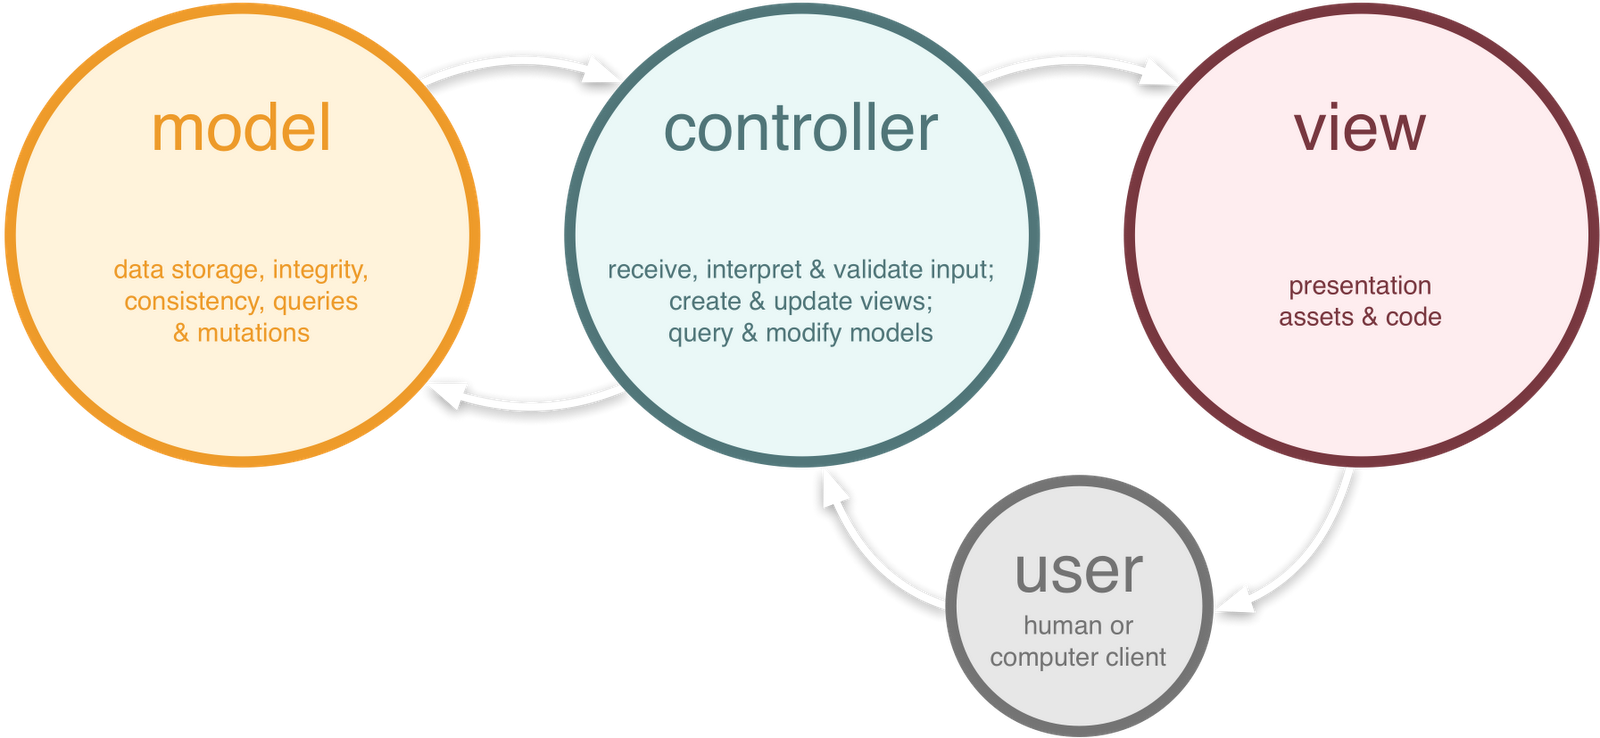 model
data storage, integrity,
consistency, queries
& mutations
controller
receive, interpret & validate input;
create & update views;
query & modify models
view
presentation
assets & code
user
human or
computer client